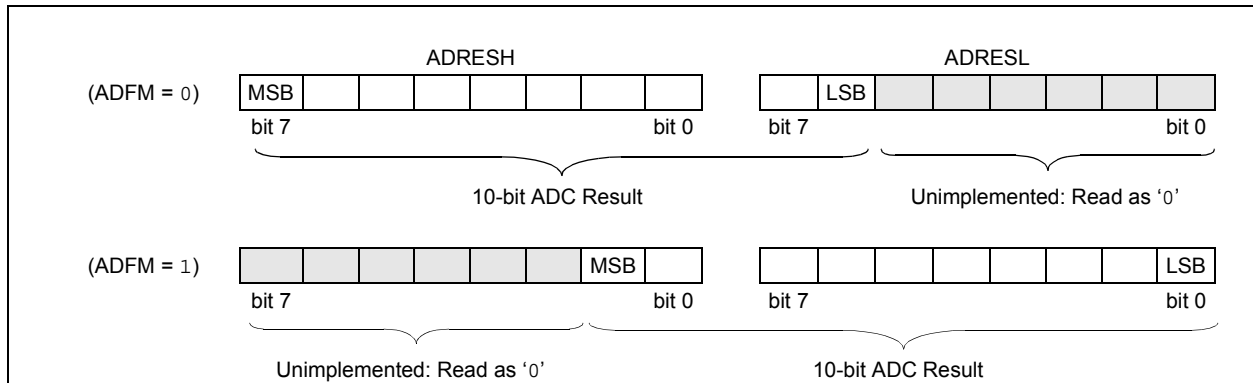 ADRESH ADRESL
(ADFM = 0) MSB LSB
bit 7 bit 0 bit 7 bit 0
10-bit ADC Result Unimplemented: Read as ‘0’
(ADFM = 1) MSB LSB
bit 7 bit 0 bit 7 bit 0
Unimplemented: Read as ‘0’ 10-bit ADC Result